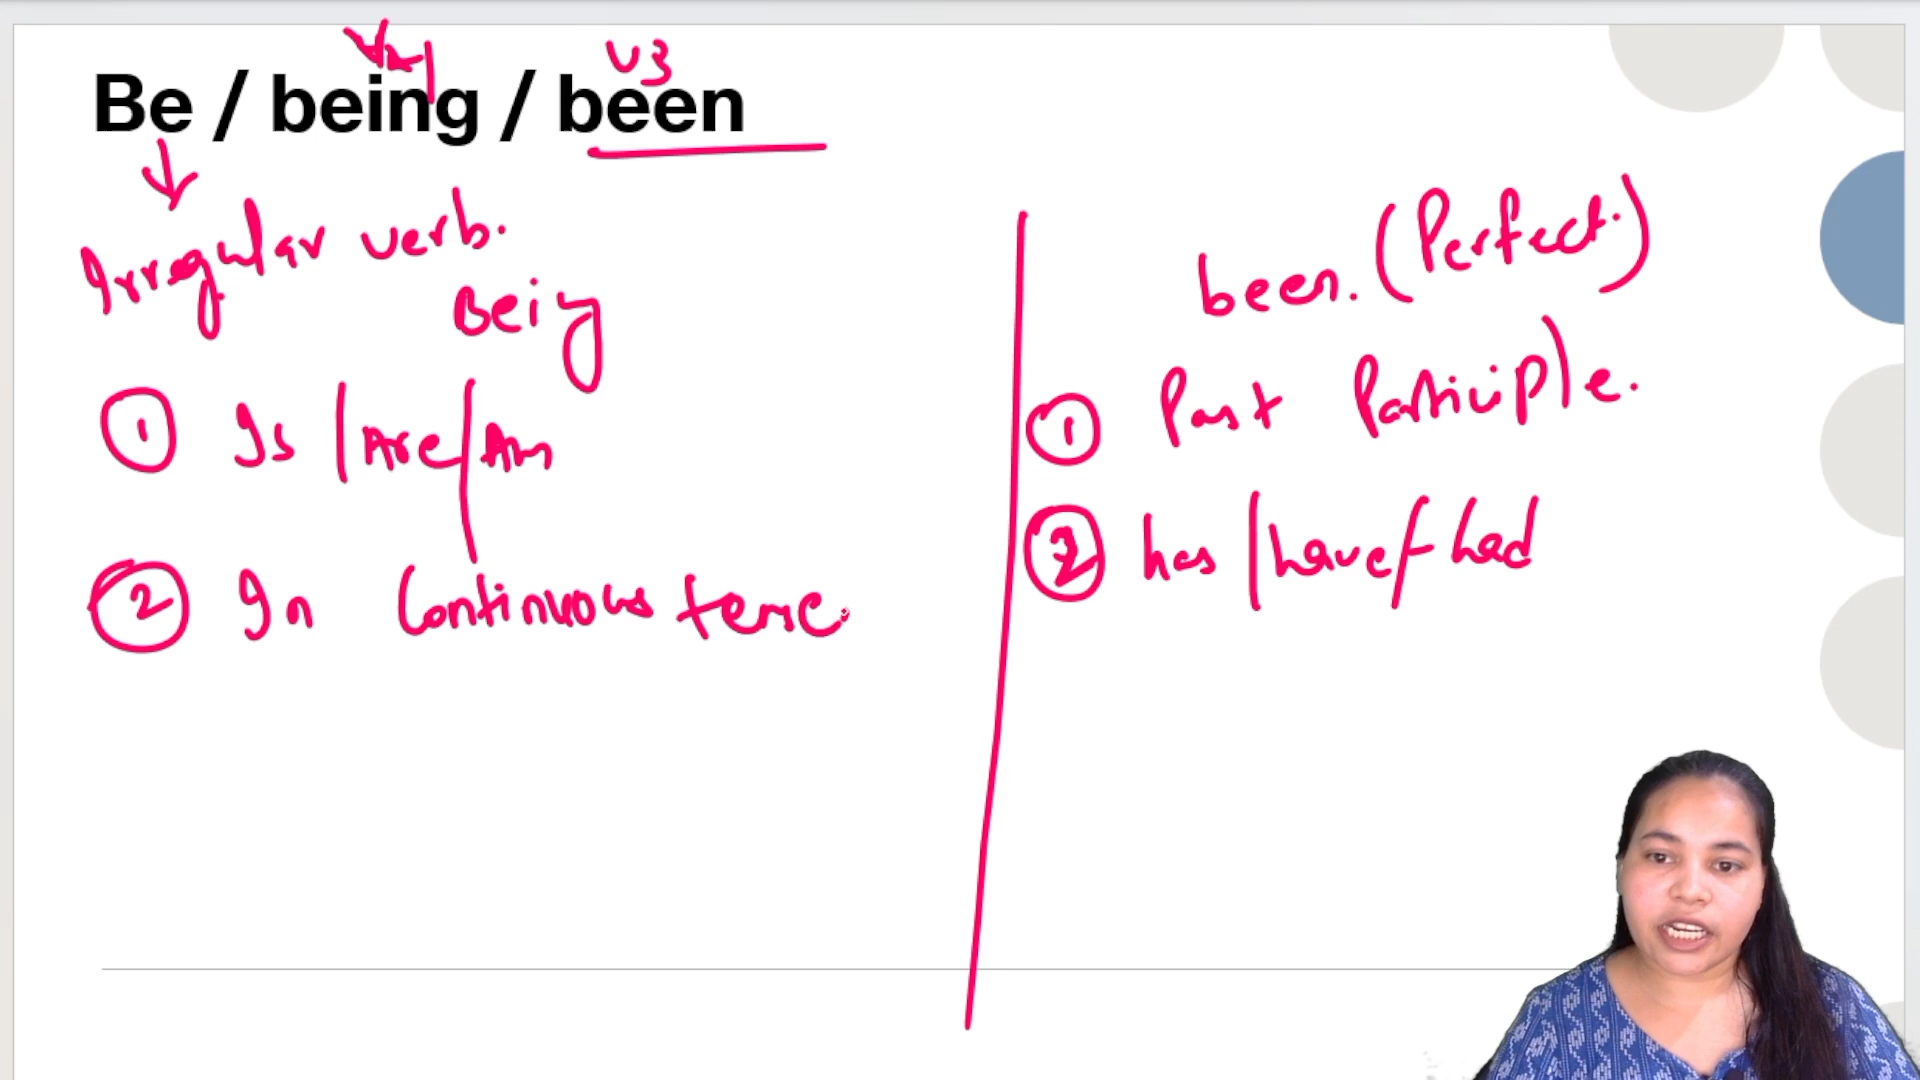 V3
Be / being / been
Irregular verb.
Being
① Is / Are / Am
② In Continuous tense.
been. (Perfect.)
① Past Participle.
② has / have / had